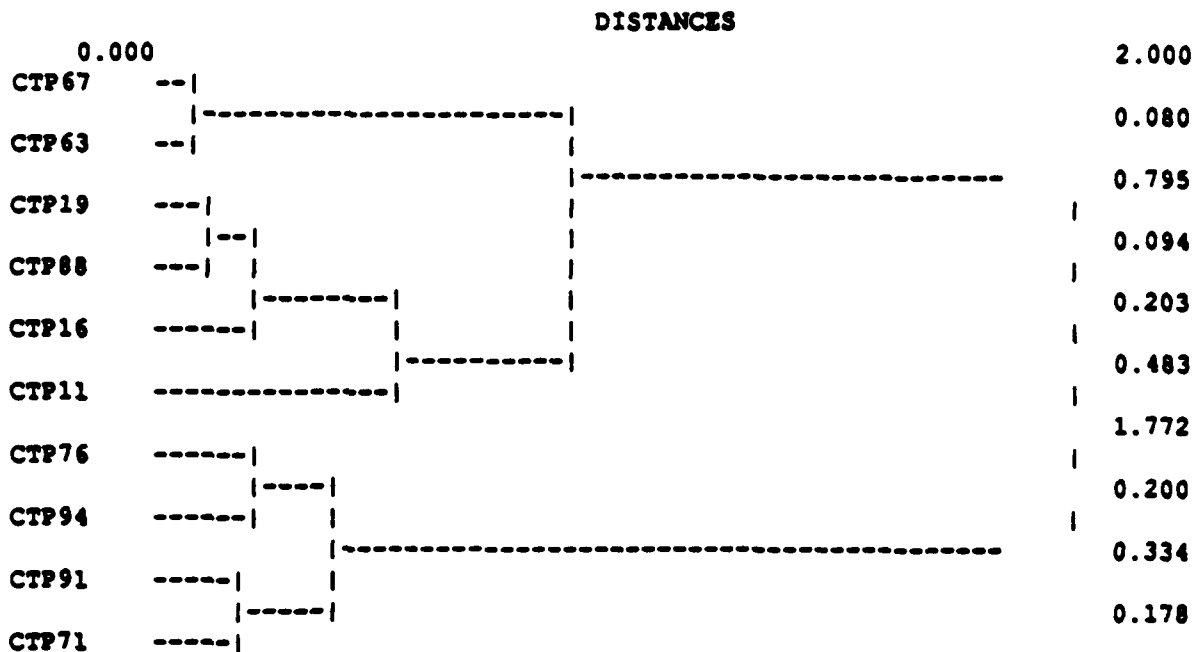 DISTANCES
0.000 2.000
CTP67
0.080
CTP63
0.795
CTP19
0.094
CTP88
0.203
CTP16
0.483
CTP11
1.772
CTP76
0.200
CTP94
0.334
CTP91
0.178
CTP71